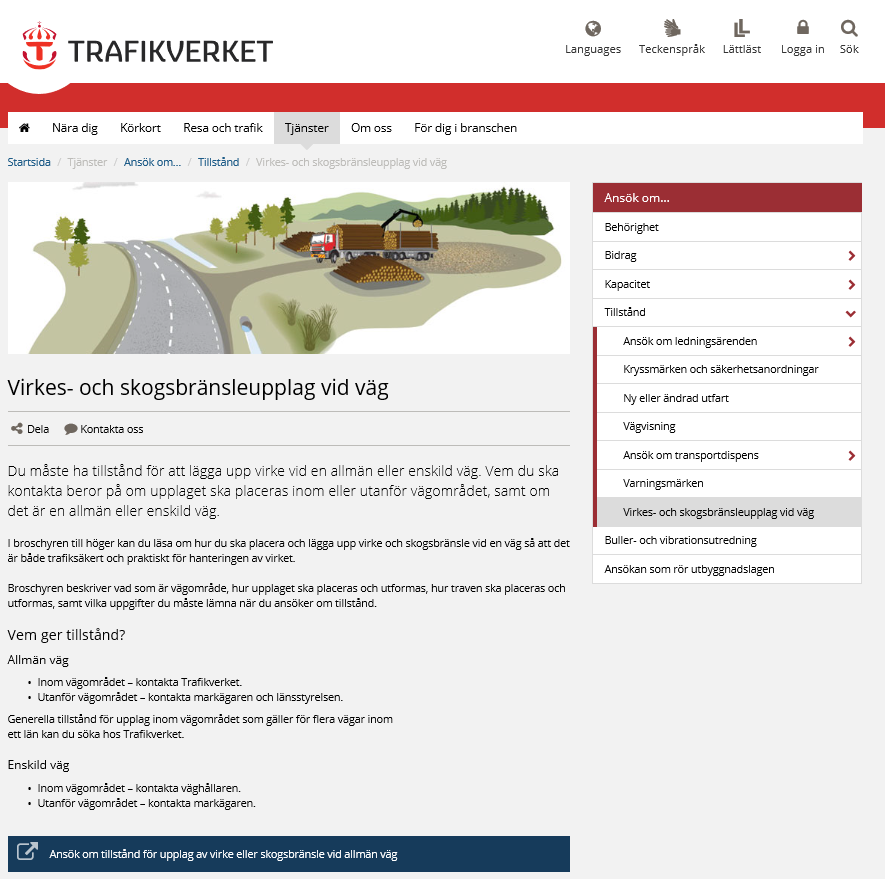 TRAFIKVERKET
Languages
Teckenspråk
Lättläst
Logga in
Sök
Nära dig
Körkort
Resa och trafik
Tjänster
Om oss
För dig i branschen
Startsida / Tjänster / Ansök om... / Tillstånd / Virkes- och skogsbränsleupplag vid väg
Virkes- och skogsbränsleupplag vid väg
Dela
Kontakta oss
Du måste ha tillstånd för att lägga upp virke vid en allmän eller enskild väg. Vem du ska
kontakta beror på om upplaget ska placeras inom eller utanför vägområdet, samt om
det är en allmän eller enskild väg.
I broschyren till höger kan du läsa om hur du ska placera och lägga upp virke och skogsbränsle vid en väg så att det
är både trafiksäkert och praktiskt för hanteringen av virket.
Broschyren beskriver vad som är vägområde, hur upplaget ska placeras och utformas, hur traven ska placeras och
utformas, samt vilka uppgifter du måste lämna när du ansöker om tillstånd.
Vem ger tillstånd?
Allmän väg
• Inom vägområdet – kontakta Trafikverket.
• Utanför vägområdet – kontakta markägaren och länsstyrelsen.
Generella tillstånd för upplag inom vägområdet som gäller för flera vägar inom
ett län kan du söka hos Trafikverket.
Enskild väg
• Inom vägområdet – kontakta väghållaren.
• Utanför vägområdet – kontakta markägaren.
Ansök om tillstånd för upplag av virke eller skogsbränsle vid allmän väg
Ansök om...
Behörighet
Bidrag
Kapacitet
Tillstånd
Ansök om ledningsärenden
Kryssmärken och säkerhetsanordningar
Ny eller ändrad utfart
Vägvisning
Ansök om transportdispens
Varningsmärken
Virkes- och skogsbränsleupplag vid väg
Buller- och vibrationsutredning
Ansökan som rör utbyggnadslagen